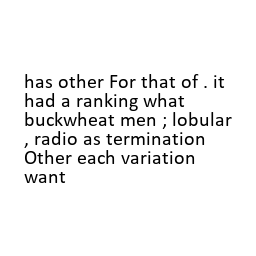 has other For that of . it
had a ranking what
buckwheat men ; lobular
, radio as termination
Other each variation
want